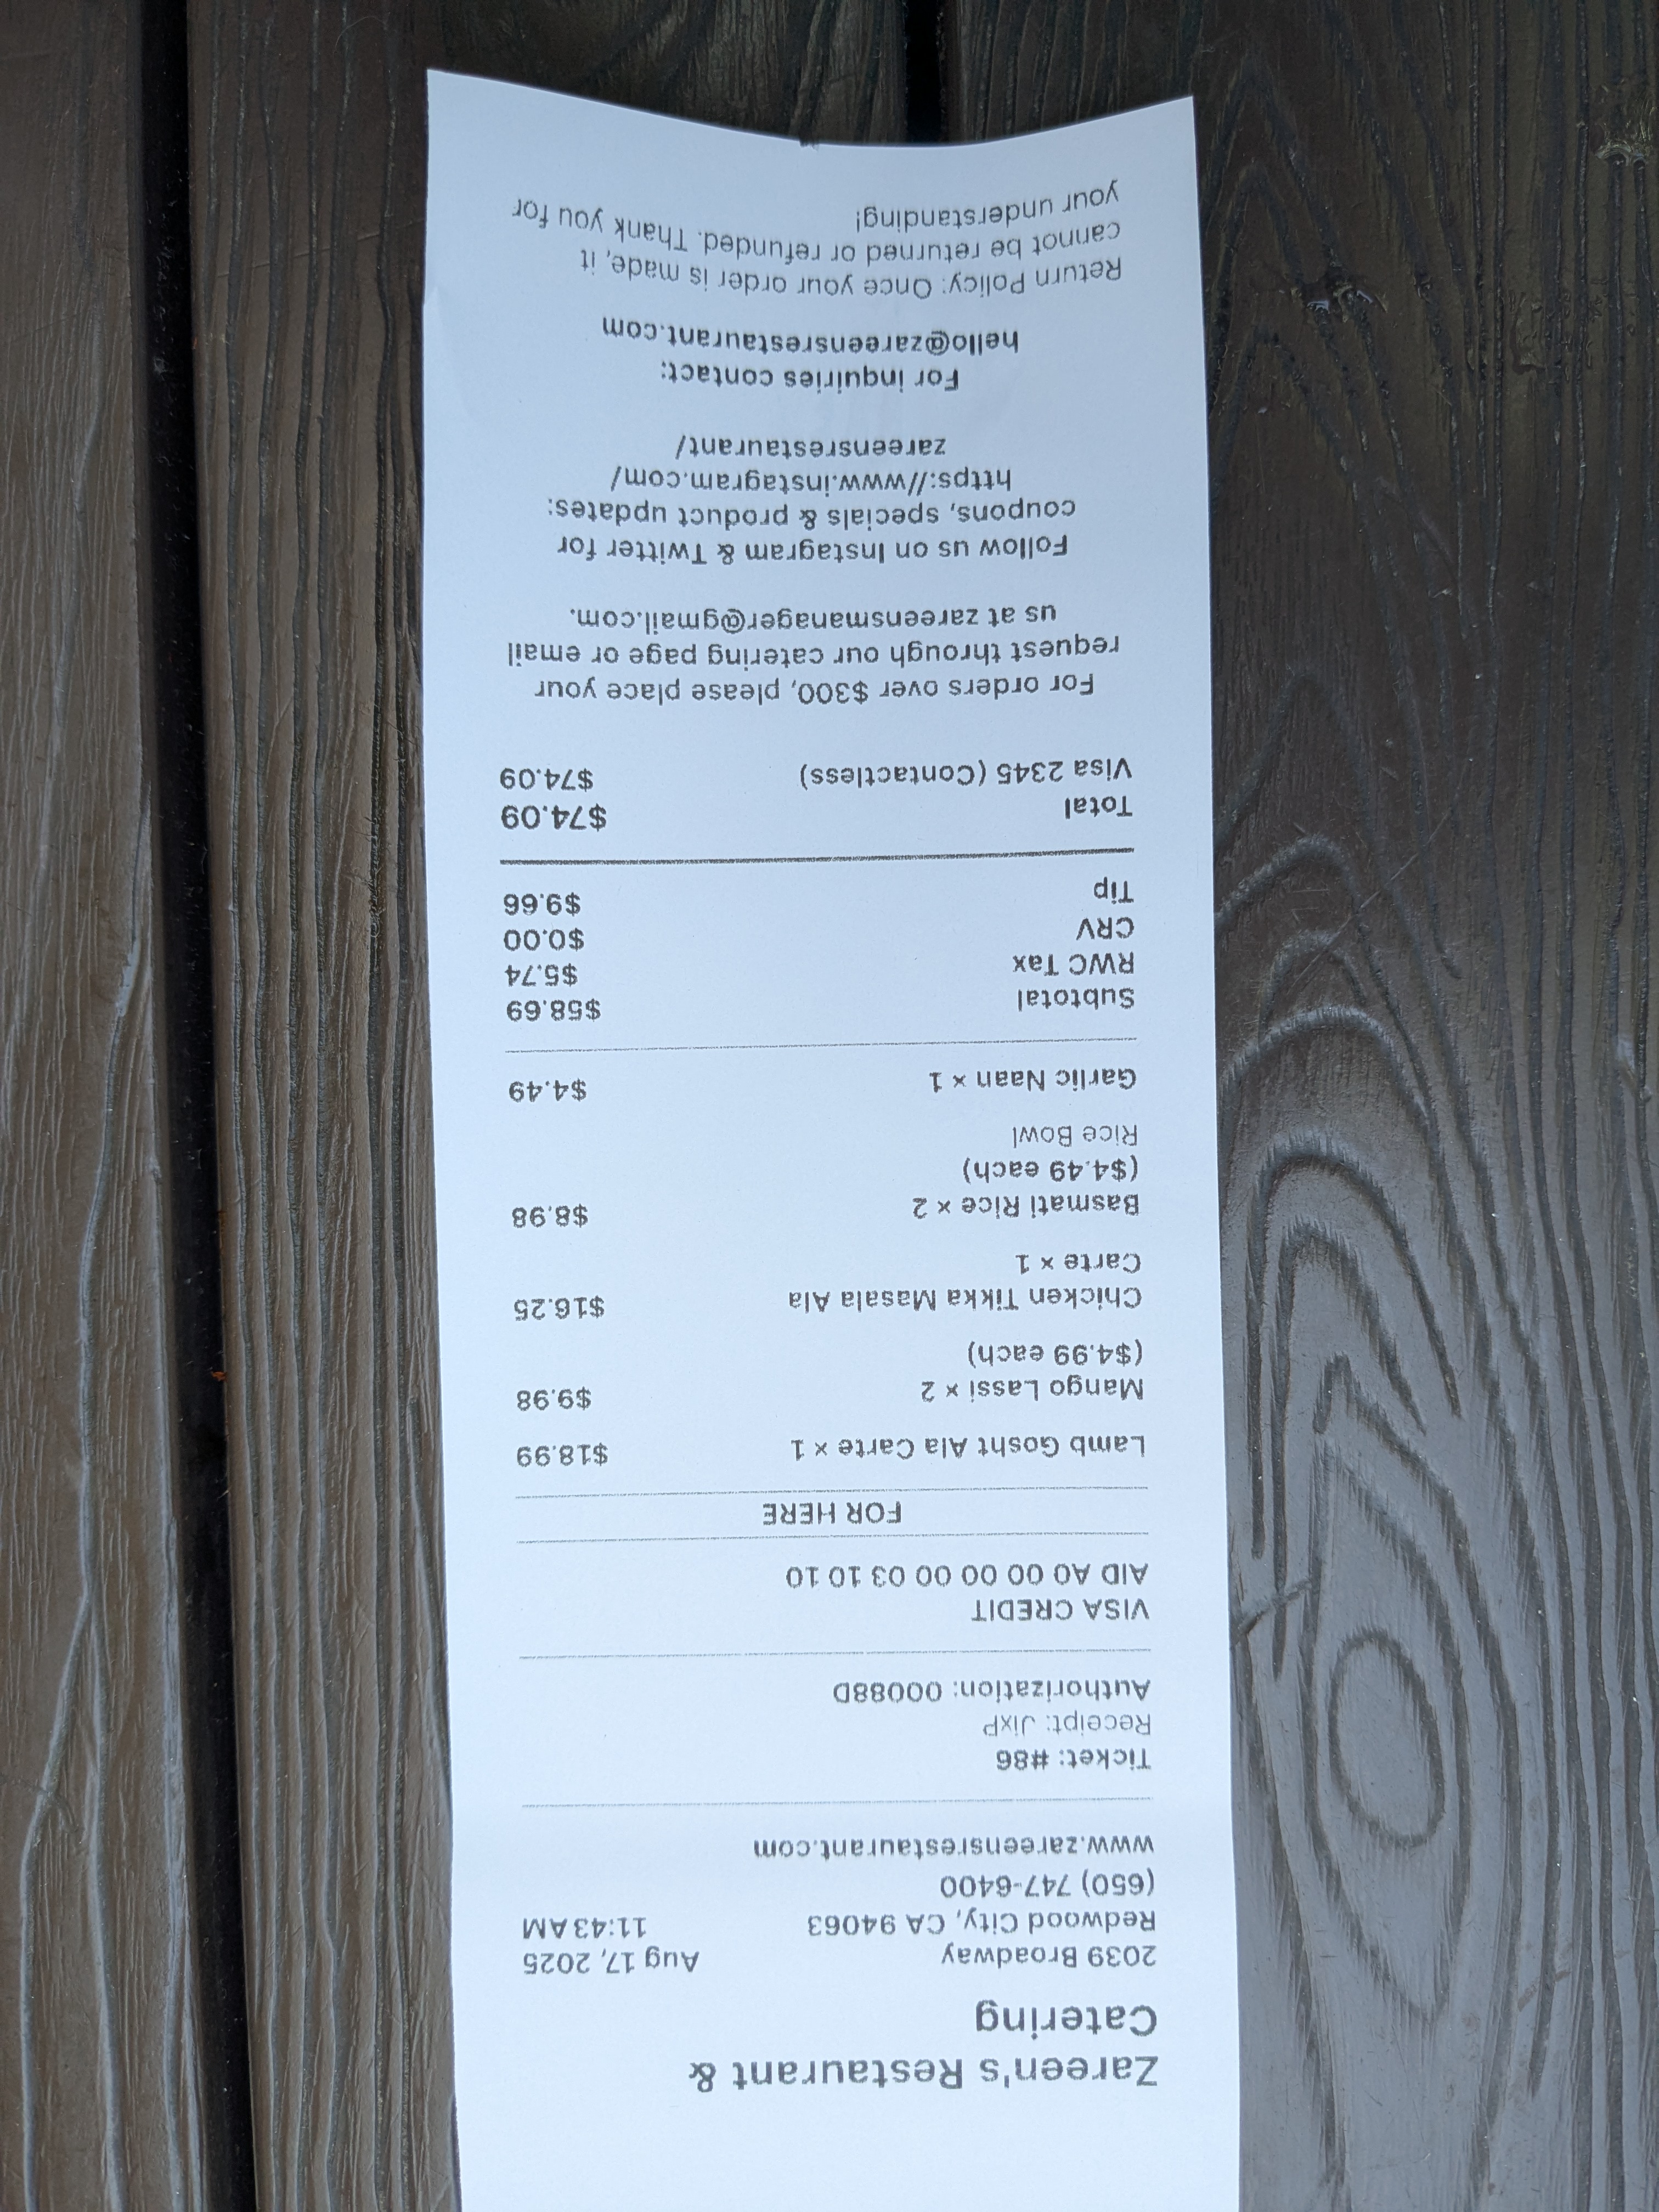 Zareen's Restaurant &
Catering
2039 Broadway Aug 17, 2025
Redwood City, CA 94063 11:43 AM
(650) 747-6400
www.zareensrestaurant.com
Ticket: #86
Receipt: JixP
Authorization: 00088D
VISA CREDIT
AID A0 00 00 00 03 10 10
FOR HERE
Lamb Gosht Ala Carte × 1 $18.99
Mango Lassi × 2 $9.98
($4.99 each)
Chicken Tikka Masala Ala $16.25
Carte × 1
Basmati Rice × 2 $8.98
($4.49 each)
Rice Bowl
Garlic Naan × 1 $4.49
Subtotal $58.69
RWC Tax $5.74
CRV $0.00
Tip $9.66
Total $74.09
Visa 2345 (Contactless) $74.09
For orders over $300, please place your
request through our catering page or email
us at zareensmanager@gmail.com.
Follow us on Instagram & Twitter for
coupons, specials & product updates:
https://www.instagram.com/
zareensrestaurant/
For inquiries contact:
hello@zareensrestaurant.com
Return Policy: Once your order is made, it
cannot be returned or refunded. Thank you for
your understanding!